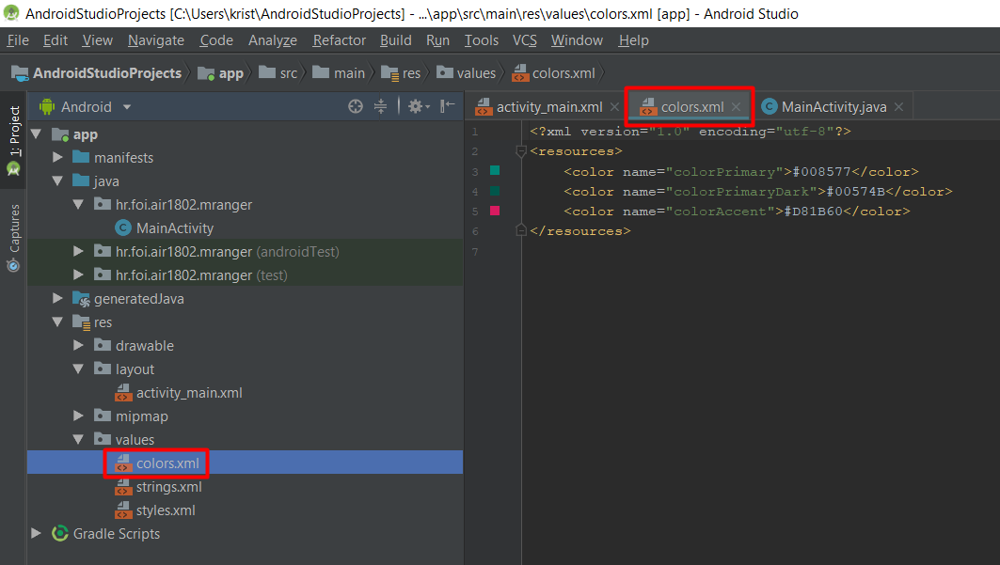 AndroidStudioProjects [C:\Users\krist\AndroidStudioProjects] - ...\app\src\main\res\values\colors.xml [app] - Android Studio
File Edit View Navigate Code Analyze Refactor Build Run Tools VCS Window Help
AndroidStudioProjects app src main res values colors.xml
1: Project
Captures
Android
app
manifests
java
hr.foi.air1802.mranger
MainActivity
hr.foi.air1802.mranger (androidTest)
hr.foi.air1802.mranger (test)
generatedJava
res
drawable
layout
activity_main.xml
mipmap
values
colors.xml
strings.xml
styles.xml
Gradle Scripts
activity_main.xml colors.xml MainActivity.java
1 <?xml version="1.0" encoding="utf-8"?>
2 <resources>
3 <color name="colorPrimary">#008577</color>
4 <color name="colorPrimaryDark">#00574B</color>
5 <color name="colorAccent">#D81B60</color>
6 </resources>
7